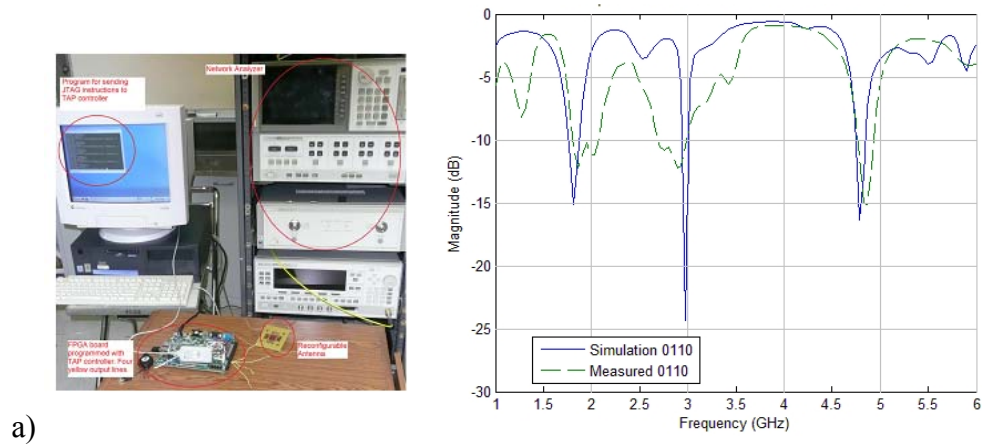 Program for sending
JTAG instructions to
TAP controller
Network Analyzer
FPGA board
programmed with
TAP controller. Four
yellow output lines
Reconfigurable
Antenna
a)
0
-5
-10
-15
-20
-25
-30
Magnitude (dB)
Simulation 0110
Measured 0110
1 1.5 2 2.5 3 3.5 4 4.5 5 5.5 6
Frequency (GHz)